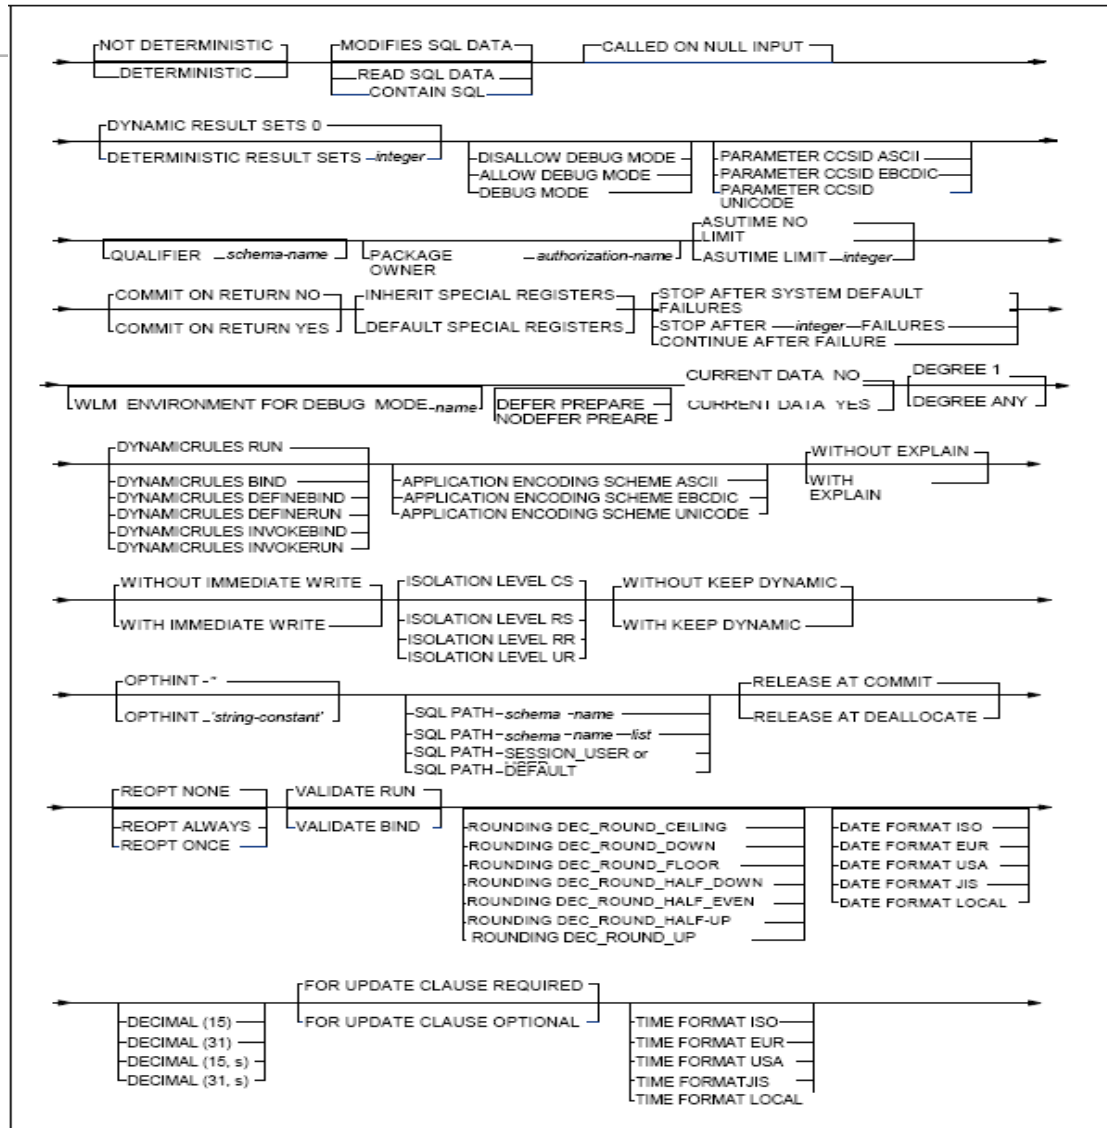 NOT DETERMINISTIC MODIFIES SQL DATA CALLED ON NULL INPUT
DETERMINISTIC READ SQL DATA
CONTAIN SQL
DYNAMIC RESULT SETS 0
DETERMINISTIC RESULT SETS integer DISALLOW DEBUG MODE PARAMETER CCSID ASCII
ALLOW DEBUG MODE PARAMETER CCSID EBCDIC
DEBUG MODE PARAMETER CCSID
UNICODE
ASUTIME NO
LIMIT
QUALIFIER schema-name PACKAGE authorization-name ASUTIME LIMIT integer
OWNER
COMMIT ON RETURN NO INHERIT SPECIAL REGISTERS STOP AFTER SYSTEM DEFAULT
FAILURES
COMMIT ON RETURN YES DEFAULT SPECIAL REGISTERS STOP AFTER integer FAILURES
CONTINUE AFTER FAILURE
CURRENT DATA NO DEGREE 1
WLM ENVIRONMENT FOR DEBUG MODE name DEFER PREPARE CURRENT DATA YES DEGREE ANY
NODEFER PREARE
DYNAMICRULES RUN WITHOUT EXPLAIN
DYNAMICRULES BIND APPLICATION ENCODING SCHEME ASCII WITH
DYNAMICRULES DEFINEBIND APPLICATION ENCODING SCHEME EBCDIC EXPLAIN
DYNAMICRULES DEFINERUN APPLICATION ENCODING SCHEME UNICODE
DYNAMICRULES INVOKEBIND
DYNAMICRULES INVOKERUN
WITHOUT IMMEDIATE WRITE ISOLATION LEVEL CS WITHOUT KEEP DYNAMIC
WITH IMMEDIATE WRITE ISOLATION LEVEL RS WITH KEEP DYNAMIC
ISOLATION LEVEL RR
ISOLATION LEVEL UR
OPTHINT -" RELEASE AT COMMIT
OPTHINT 'string-constant' SQL PATH schema -name RELEASE AT DEALLOCATE
SQL PATH schema -name list
SQL PATH SESSION_USER or
SQL PATH DEFAULT
REOPT NONE VALIDATE RUN
REOPT ALWAYS VALIDATE BIND ROUNDING DEC_ROUND_CEILING DATE FORMAT ISO
REOPT ONCE ROUNDING DEC_ROUND_DOWN DATE FORMAT EUR
ROUNDING DEC_ROUND_FLOOR DATE FORMAT USA
ROUNDING DEC_ROUND_HALF_DOWN DATE FORMAT JIS
ROUNDING DEC_ROUND_HALF_EVEN DATE FORMAT LOCAL
ROUNDING DEC_ROUND_HALF-UP
ROUNDING DEC_ROUND_UP
FOR UPDATE CLAUSE REQUIRED
DECIMAL (15) FOR UPDATE CLAUSE OPTIONAL TIME FORMAT ISO
DECIMAL (31) TIME FORMAT EUR
DECIMAL (15, s) TIME FORMAT USA
DECIMAL (31, s) TIME FORMATJIS
TIME FORMAT LOCAL